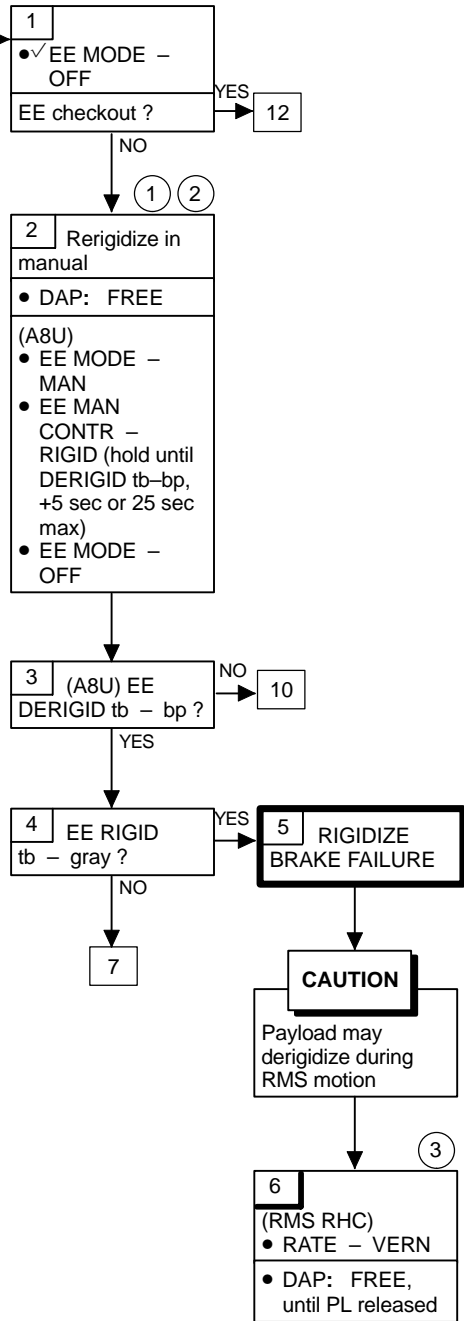 1
●✓EE MODE –
OFF
EE checkout ?
YES
12
NO
1 2
2 Rerigidize in
manual
● DAP: FREE
(A8U)
● EE MODE –
MAN
● EE MAN
CONTR –
RIGID (hold until
DERIGID tb–bp,
+5 sec or 25 sec
max)
● EE MODE –
OFF
3 (A8U) EE
DERIGID tb – bp ?
NO
10
YES
4 EE RIGID
tb – gray ?
YES
NO
7
5 RIGIDIZE
BRAKE FAILURE
CAUTION
Payload may
derigidize during
RMS motion
3
6
(RMS RHC)
● RATE – VERN
● DAP: FREE,
until PL released